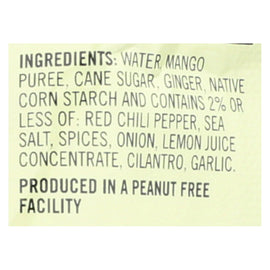 INGREDIENTS: WATER MANGO
PUREE, CANE SUGAR, GINGER, NATIVE
CORN STARCH AND CONTAINS 2% OR
LESS OF: RED CHILI PEPPER, SEA
SALT, SPICES, ONION, LEMON JUICE
CONCENTRATE, CILANTRO, GARLIC.
PRODUCED IN A PEANUT FREE
FACILITY